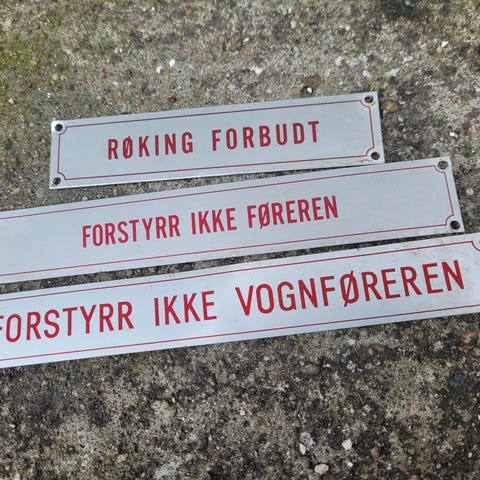 RØKING FORBUDT
FORSTYRR IKKE FØREREN
FORSTYRR IKKE VOGNFØREREN